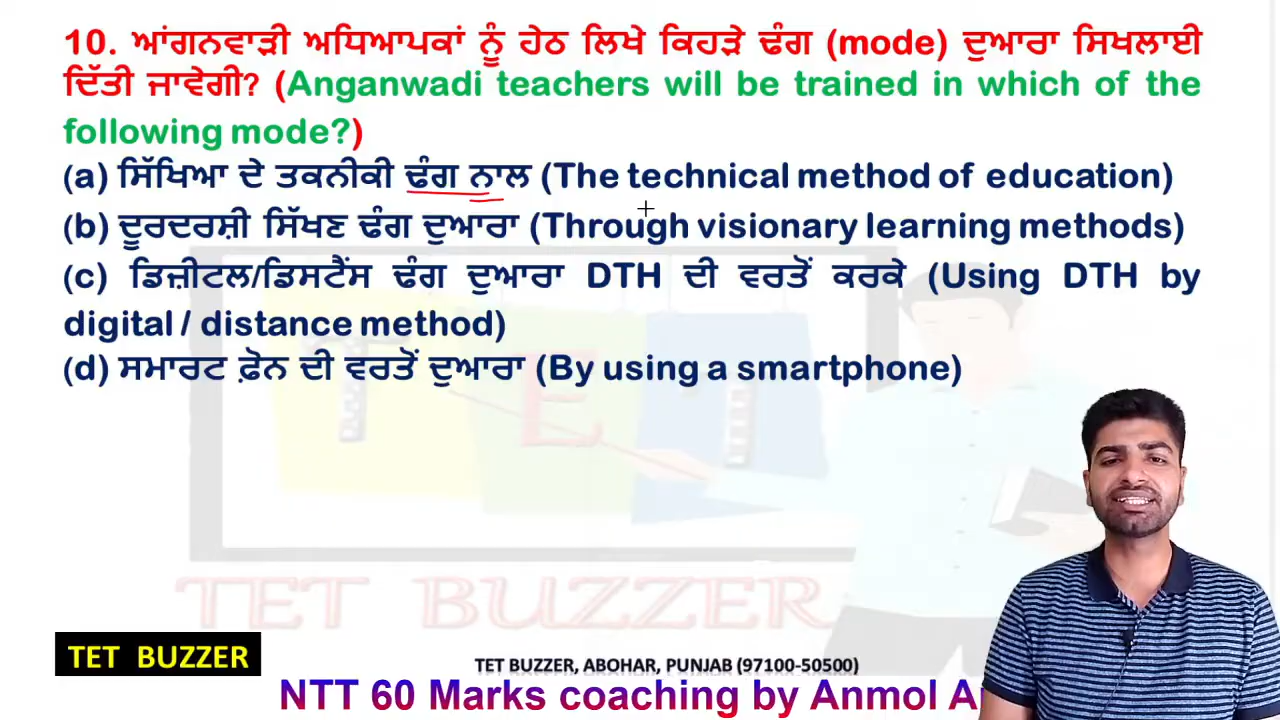 10. ਆਂਗਨਵਾੜੀ ਅਧਿਆਪਕਾਂ ਨੂੰ ਹੇਠ ਲਿਖੇ ਕਿਹੜੇ ਢੰਗ (mode) ਦੁਆਰਾ ਸਿਖਲਾਈ
ਦਿੱਤੀ ਜਾਵੇਗੀ? (Anganwadi teachers will be trained in which of the
following mode?)
(a) ਸਿੱਖਿਆ ਦੇ ਤਕਨੀਕੀ ਢੰਗ ਨਾਲ (The technical method of education)
(b) ਦੂਰਦਰਸ਼ੀ ਸਿੱਖਣ ਢੰਗ ਦੁਆਰਾ (Through visionary learning methods)
(c) ਡਿਜ਼ੀਟਲ/ਡਿਸਟੈਂਸ ਢੰਗ ਦੁਆਰਾ DTH ਦੀ ਵਰਤੋਂ ਕਰਕੇ (Using DTH by
digital / distance method)
(d) ਸਮਾਰਟ ਫ਼ੋਨ ਦੀ ਵਰਤੋਂ ਦੁਆਰਾ (By using a smartphone)
T E T
TET BUZZER
TET BUZZER
TET BUZZER, ABOHAR, PUNJAB (97100-50500)
NTT 60 Marks coaching by Anmol